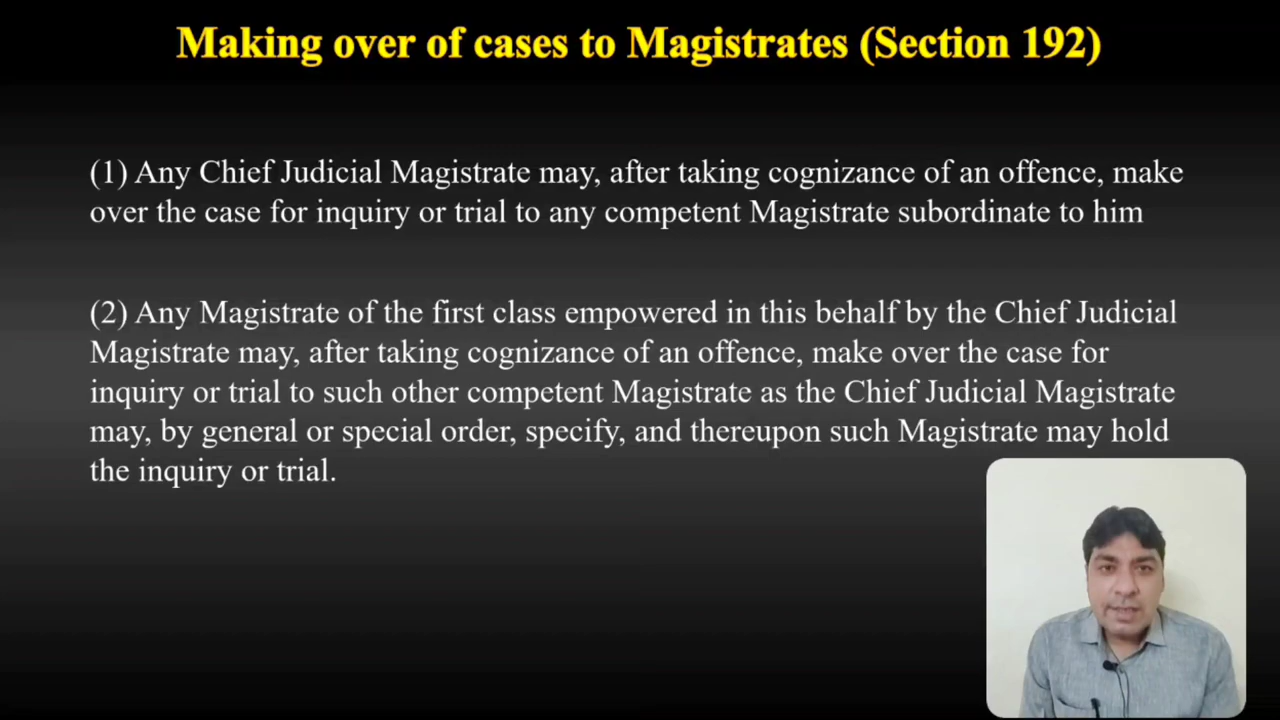 Making over of cases to Magistrates (Section 192)
(1) Any Chief Judicial Magistrate may, after taking cognizance of an offence, make
over the case for inquiry or trial to any competent Magistrate subordinate to him
(2) Any Magistrate of the first class empowered in this behalf by the Chief Judicial
Magistrate may, after taking cognizance of an offence, make over the case for
inquiry or trial to such other competent Magistrate as the Chief Judicial Magistrate
may, by general or special order, specify, and thereupon such Magistrate may hold
the inquiry or trial.